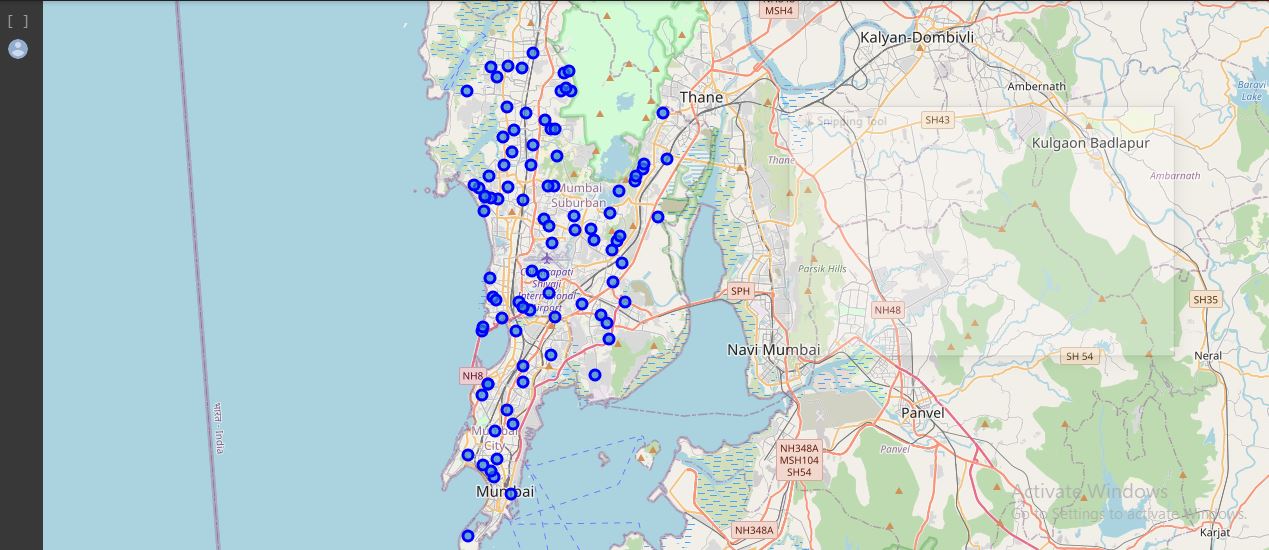 [ ]
NH348
MSH4
Kalyan-Dombivli
Ambernath
Baravi
Lake
Thane
Snipping Tool
SH43
Kulgaon Badlapur
Thane
Ambarnath
Mumbai
Suburban
Chhatrapati
Shivaji
International
Airport
Parsik Hills
SPH
NH48
SH35
Navi Mumbai
SH 54
Neral
NH8
भारत - India
Panvel
Panvel
Mumbai
City
NH348A
MSH104
SH54
Mumbai
Activate Windows
Go to Settings to activate Windows.
NH348A
Karjat